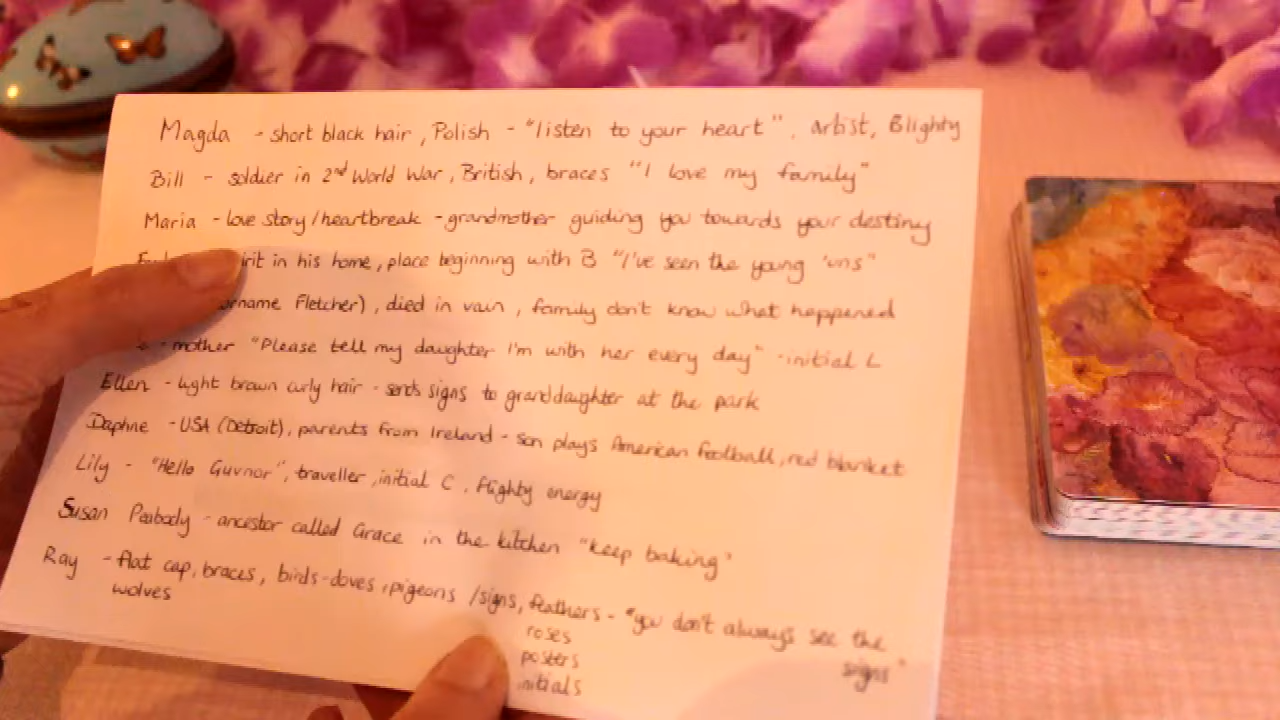 Magda - short black hair, Polish - "listen to your heart", artist, Blighty
Bill - soldier in 2nd World War, British, braces "I love my family"
Maria - love story/heartbreak - grandmother guiding you towards your destiny
in his home, place beginning with B "I've seen the young 'uns"
Fletcher), died in vain, family don't know what happened
mother "Please tell my daughter I'm with her every day" - initial L
Ellen - light brown curly hair - sends signs to granddaughter at the park
Daphne - USA (Detroit), parents from Ireland - son plays American football, red blanket
Lily - "Hello Guvnor", traveller, initial C, flighty energy
Susan Peabody - ancestor called Grace in the kitchen "keep baking"
Ray - flat cap, braces, birds-doves, pigeons /signs, feathers - "you don't always see the
wolves
roses
signs"
posters
initials